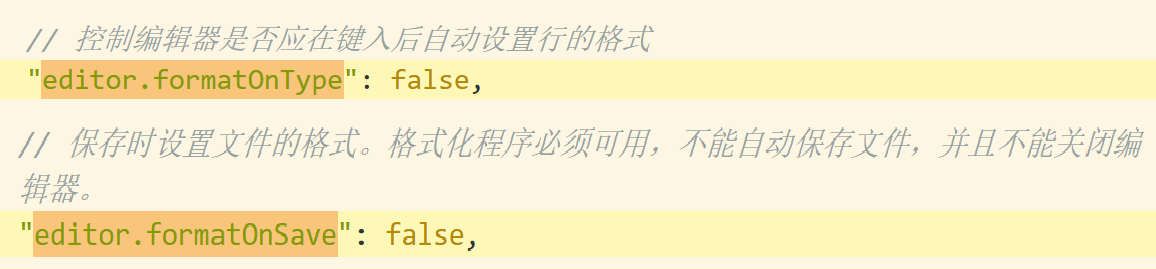 // 控制编辑器是否应在键入后自动设置行的格式
"editor.formatOnType": false,
// 保存时设置文件的格式。格式化程序必须可用，不能自动保存文件，并且不能关闭编
辑器。
"editor.formatOnSave": false,